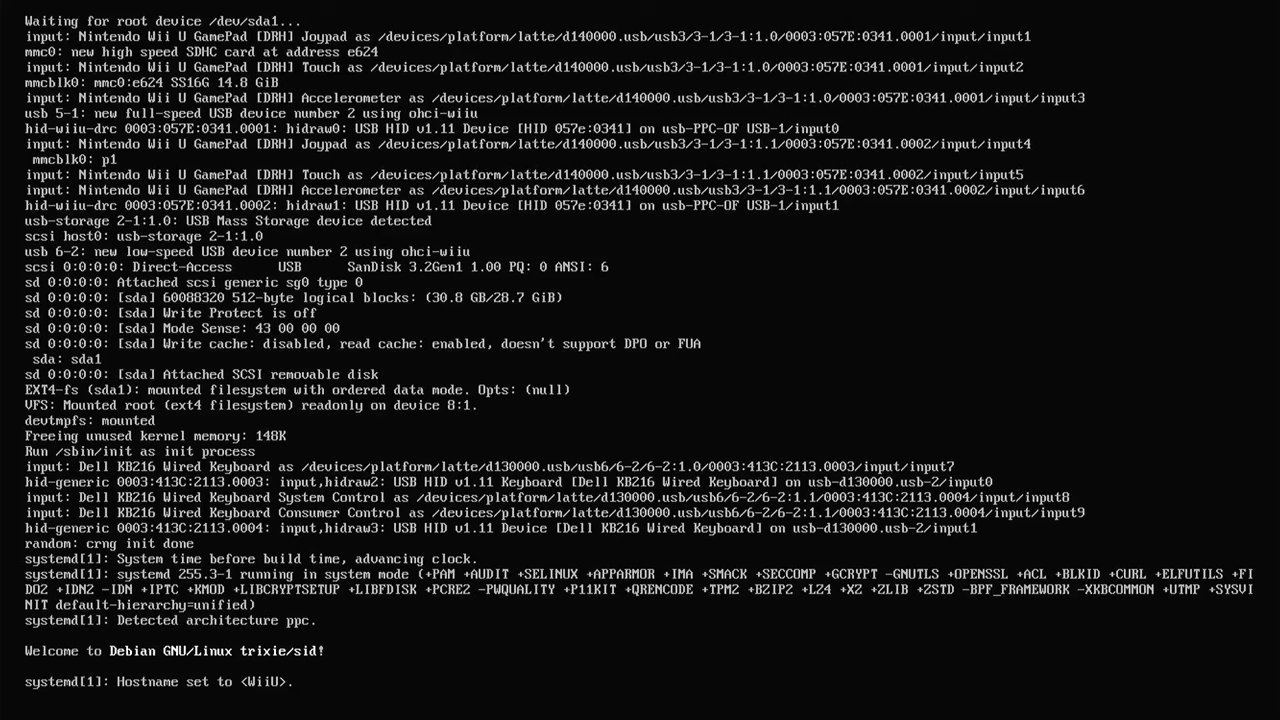 Waiting for root device /dev/sda1...
input: Nintendo Wii U GamePad [DRH] Joypad as /devices/platform/latte/d140000.usb/usb3/3-1/3-1:1.0/0003:057E:0341.0001/input/input1
mmc0: new high speed SDHC card at address e624
input: Nintendo Wii U GamePad [DRH] Touch as /devices/platform/latte/d140000.usb/usb3/3-1/3-1:1.0/0003:057E:0341.0001/input/input2
mmcblk0: mmc0:e624 SS16G 14.8 GiB
input: Nintendo Wii U GamePad [DRH] Accelerometer as /devices/platform/latte/d140000.usb/usb3/3-1/3-1:1.0/0003:057E:0341.0001/input/input3
usb 5-1: new full-speed USB device number 2 using ohci-wiiu
hid-wiiu-drc 0003:057E:0341.0001: hidraw0: USB HID v1.11 Device [HID 057e:0341] on usb-PPC-OF USB-1/input0
input: Nintendo Wii U GamePad [DRH] Joypad as /devices/platform/latte/d140000.usb/usb3/3-1/3-1:1.1/0003:057E:0341.0002/input/input4
 mmcblk0: p1
input: Nintendo Wii U GamePad [DRH] Touch as /devices/platform/latte/d140000.usb/usb3/3-1/3-1:1.1/0003:057E:0341.0002/input/input5
input: Nintendo Wii U GamePad [DRH] Accelerometer as /devices/platform/latte/d140000.usb/usb3/3-1/3-1:1.1/0003:057E:0341.0002/input/input6
hid-wiiu-drc 0003:057E:0341.0002: hidraw1: USB HID v1.11 Device [HID 057e:0341] on usb-PPC-OF USB-1/input1
usb-storage 2-1:1.0: USB Mass Storage device detected
scsi host0: usb-storage 2-1:1.0
usb 6-2: new low-speed USB device number 2 using ohci-wiiu
scsi 0:0:0:0: Direct-Access      USB      SanDisk 3.2Gen1 1.00 PQ: 0 ANSI: 6
sd 0:0:0:0: Attached scsi generic sg0 type 0
sd 0:0:0:0: [sda] 60088320 512-byte logical blocks: (30.8 GB/28.7 GiB)
sd 0:0:0:0: [sda] Write Protect is off
sd 0:0:0:0: [sda] Mode Sense: 43 00 00 00
sd 0:0:0:0: [sda] Write cache: disabled, read cache: enabled, doesn't support DPO or FUA
 sda: sda1
sd 0:0:0:0: [sda] Attached SCSI removable disk
EXT4-fs (sda1): mounted filesystem with ordered data mode. Opts: (null)
VFS: Mounted root (ext4 filesystem) readonly on device 8:1.
devtmpfs: mounted
Freeing unused kernel memory: 148K
Run /sbin/init as init process
input: Dell KB216 Wired Keyboard as /devices/platform/latte/d130000.usb/usb6/6-2/6-2:1.0/0003:413C:2113.0003/input/input7
hid-generic 0003:413C:2113.0003: input,hidraw2: USB HID v1.11 Keyboard [Dell KB216 Wired Keyboard] on usb-d130000.usb-2/input0
input: Dell KB216 Wired Keyboard System Control as /devices/platform/latte/d130000.usb/usb6/6-2/6-2:1.1/0003:413C:2113.0004/input/input8
input: Dell KB216 Wired Keyboard Consumer Control as /devices/platform/latte/d130000.usb/usb6/6-2/6-2:1.1/0003:413C:2113.0004/input/input9
hid-generic 0003:413C:2113.0004: input,hidraw3: USB HID v1.11 Device [Dell KB216 Wired Keyboard] on usb-d130000.usb-2/input1
random: crng init done
systemd[1]: System time before build time, advancing clock.
systemd[1]: systemd 255.3-1 running in system mode (+PAM +AUDIT +SELINUX +APPARMOR +IMA +SMACK +SECCOMP +GCRYPT -GNUTLS +OPENSSL +ACL +BLKID +CURL +ELFUTILS +FI
DO2 +IDN2 -IDN +IPTC +KMOD +LIBCRYPTSETUP +LIBFDISK +PCRE2 -PWQUALITY +P11KIT +QRENCODE +TPM2 +BZIP2 +LZ4 +XZ +ZLIB +ZSTD -BPF_FRAMEWORK -XKBCOMMON +UTMP +SYSVI
NIT default-hierarchy=unified)
systemd[1]: Detected architecture ppc.
Welcome to Debian GNU/Linux trixie/sid!
systemd[1]: Hostname set to <WiiU>.